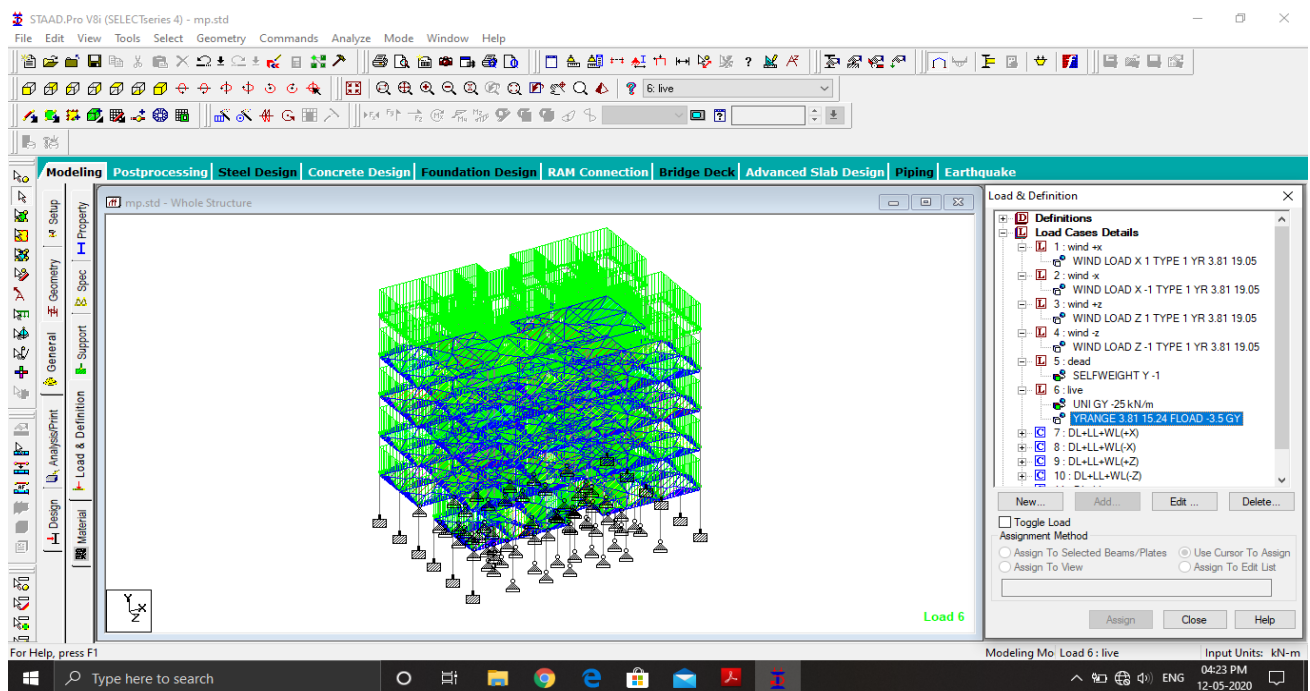 STAAD.Pro V8i (SELECTseries 4) - mp.std
File Edit View Tools Select Geometry Commands Analyze Mode Window Help
6: live
Modeling Postprocessing Steel Design Concrete Design Foundation Design RAM Connection Bridge Deck Advanced Slab Design Piping Earthquake
Setup
Geometry
General
Analysis/Print
Design
Property
Spec
Support
Load & Definition
Material
mp.std - Whole Structure
Y
X
Z
Load 6
Load & Definition
Definitions
Load Cases Details
1 : wind +x
WIND LOAD X 1 TYPE 1 YR 3.81 19.05
2 : wind -x
WIND LOAD X -1 TYPE 1 YR 3.81 19.05
3 : wind +z
WIND LOAD Z 1 TYPE 1 YR 3.81 19.05
4 : wind -z
WIND LOAD Z -1 TYPE 1 YR 3.81 19.05
5 : dead
SELFWEIGHT Y -1
6 : live
UNI GY -25 kN/m
YRANGE 3.81 15.24 FLOAD -3.5 GY
7 : DL+LL+WL(+X)
8 : DL+LL+WL(-X)
9 : DL+LL+WL(+Z)
10 : DL+LL+WL(-Z)
New... Add... Edit ... Delete...
Toggle Load
Assignment Method
Assign To Selected Beams/Plates Use Cursor To Assign
Assign To View Assign To Edit List
Assign Close Help
For Help, press F1
Modeling Mo Load 6 : live Input Units: kN-m
Type here to search
ENG
04:23 PM
12-05-2020